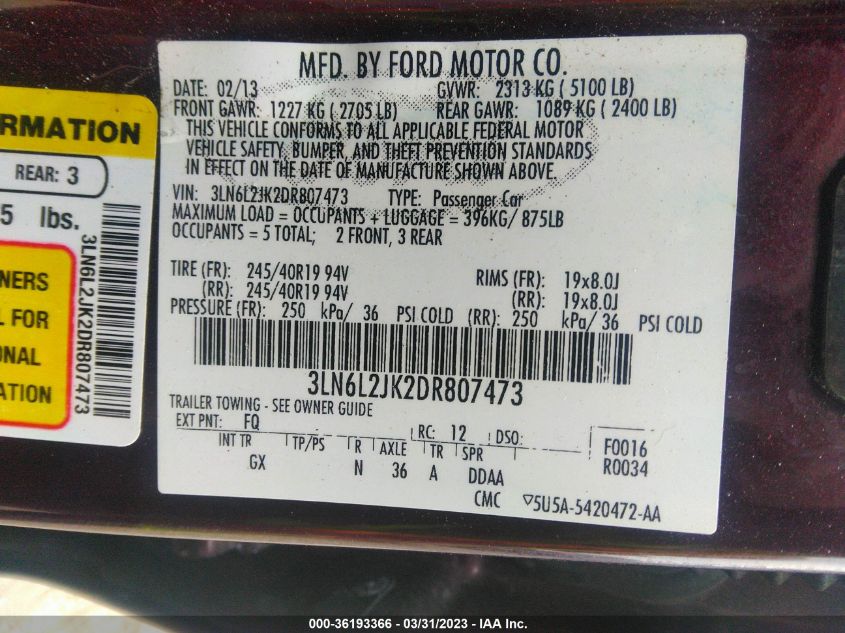 MFD. BY FORD MOTOR CO.
DATE: 02/13 GVWR: 2313 KG ( 5100 LB)
FRONT GAWR: 1227 KG ( 2705 LB) REAR GAWR: 1089 KG ( 2400 LB)
THIS VEHICLE CONFORMS TO ALL APPLICABLE FEDERAL MOTOR
VEHICLE SAFETY, BUMPER, AND THEFT PREVENTION STANDARDS
IN EFFECT ON THE DATE OF MANUFACTURE SHOWN ABOVE.
VIN: 3LN6L2JK2DR807473 TYPE: Passenger Car
MAXIMUM LOAD = OCCUPANTS + LUGGAGE = 396KG/ 875LB
OCCUPANTS = 5 TOTAL; 2 FRONT, 3 REAR
TIRE (FR): 245/40R19 94V RIMS (FR): 19x8.0J
(RR): 245/40R19 94V (RR): 19x8.0J
PRESSURE (FR): 250 kPa/ 36 PSI COLD (RR): 250 kPa/ 36 PSI COLD
3LN6L2JK2DR807473
TRAILER TOWING - SEE OWNER GUIDE
EXT PNT: FQ RC: 12 DSO: F0016
INT TR TP/PS R AXLE TR SPR R0034
GX N 36 A DDAA
CMC ▽5U5A-5420472-AA
RMATION
REAR: 3
5 lbs.
NERS
L FOR
ONAL
ATION
3LN6L2JK2DR807473
000-36193366 - 03/31/2023 - IAA Inc.